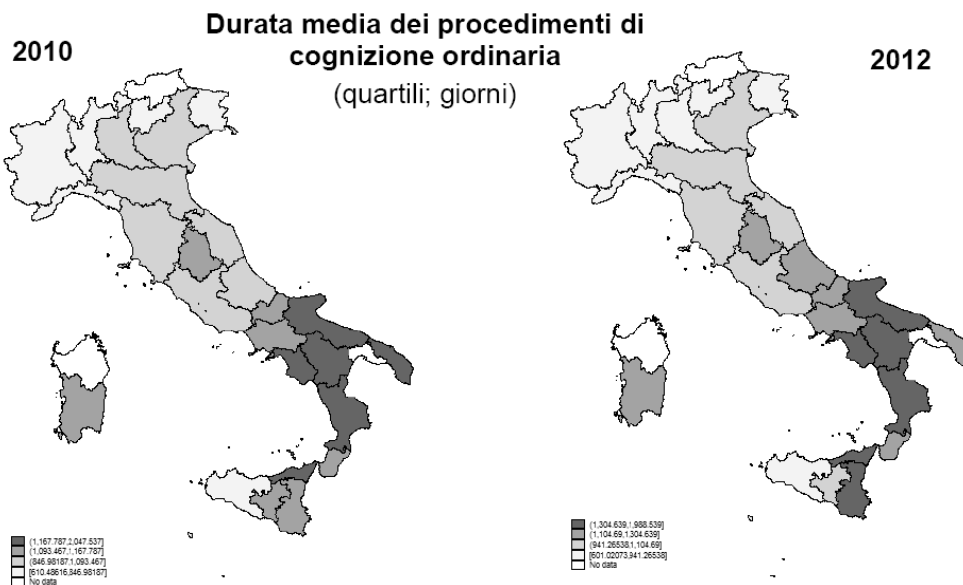 Durata media dei procedimenti di
cognizione ordinaria
(quartili; giorni)
2010
2012
(1,167.787,2,047.537]
(1,093.467,1,167.787]
(846.98187,1,093.467]
[610.48616,846.98187]
No data
(1,304.639,1,988.539]
(1,104.69,1,304.639]
(941.26538,1,104.69]
[601.02073,941.26538]
No data